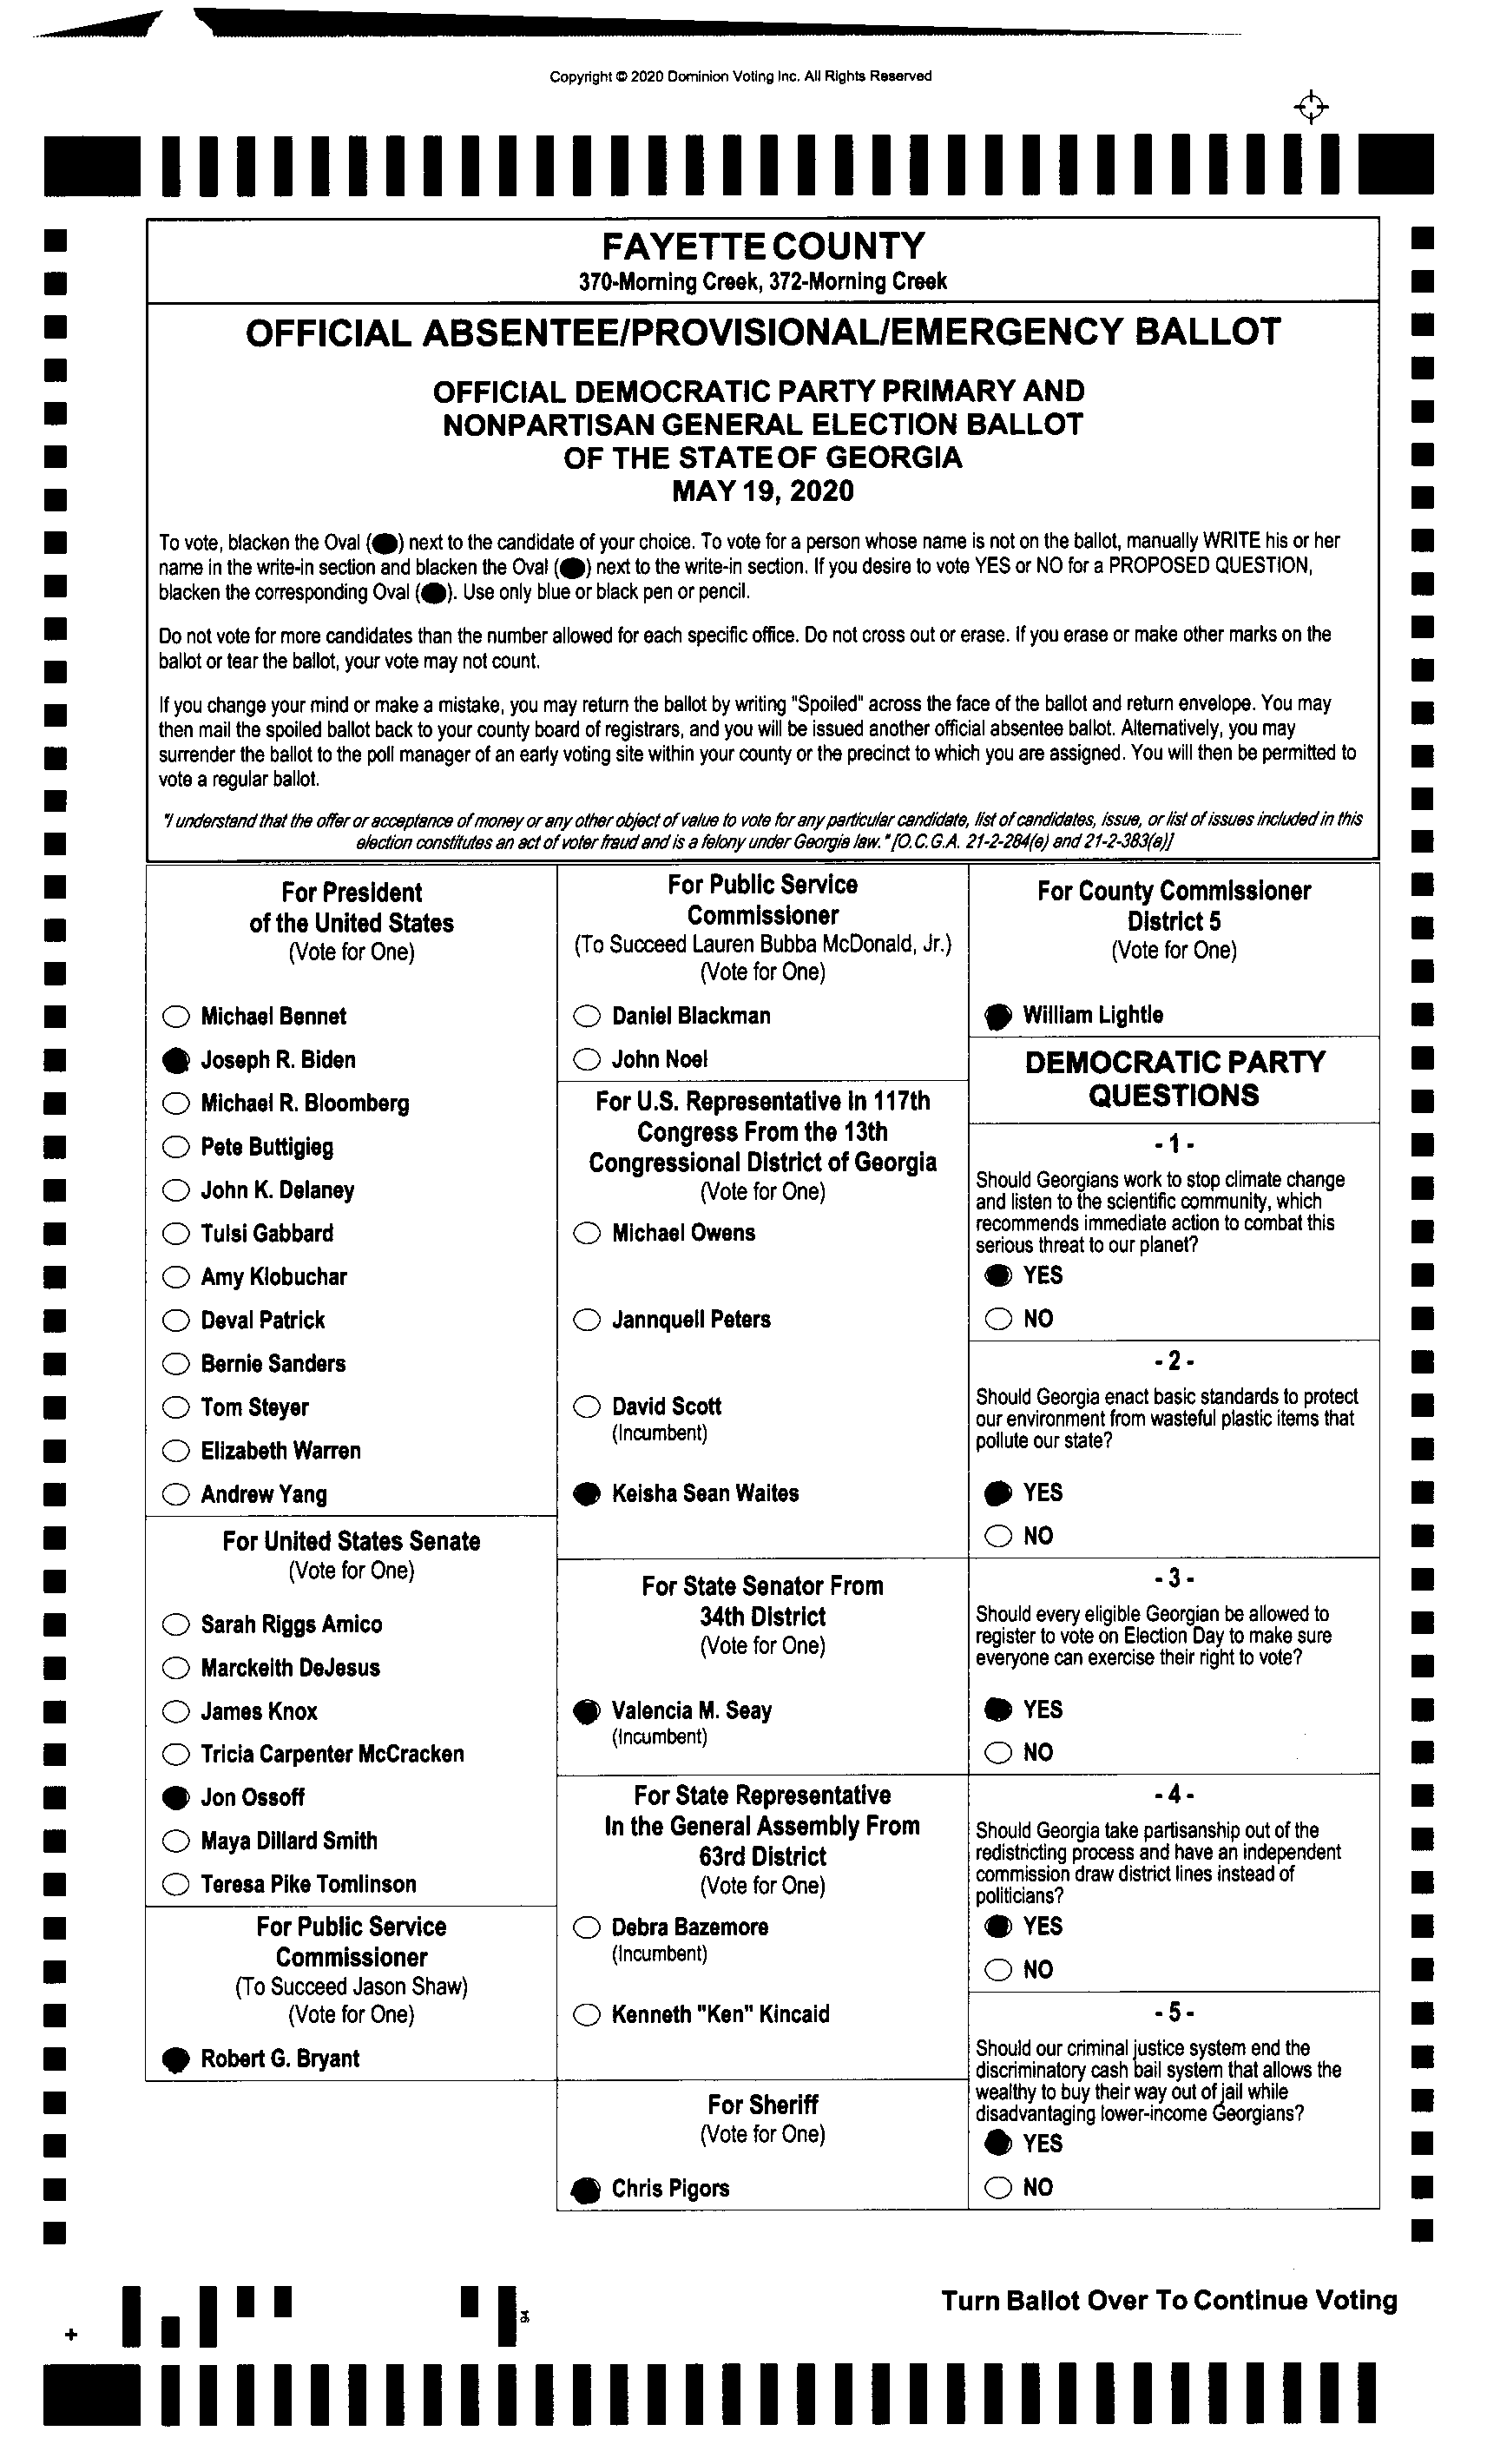 Copyright © 2020 Dominion Voting Inc. All Rights Reserved
FAYETTE COUNTY
370-Morning Creek, 372-Morning Creek
OFFICIAL ABSENTEE/PROVISIONAL/EMERGENCY BALLOT
OFFICIAL DEMOCRATIC PARTY PRIMARY AND
NONPARTISAN GENERAL ELECTION BALLOT
OF THE STATE OF GEORGIA
MAY 19, 2020
To vote, blacken the Oval ( ) next to the candidate of your choice. To vote for a person whose name is not on the ballot, manually WRITE his or her
name in the write-in section and blacken the Oval ( ) next to the write-in section. If you desire to vote YES or NO for a PROPOSED QUESTION,
blacken the corresponding Oval ( ). Use only blue or black pen or pencil.
Do not vote for more candidates than the number allowed for each specific office. Do not cross out or erase. If you erase or make other marks on the
ballot or tear the ballot, your vote may not count.
If you change your mind or make a mistake, you may return the ballot by writing "Spoiled" across the face of the ballot and return envelope. You may
then mail the spoiled ballot back to your county board of registrars, and you will be issued another official absentee ballot. Alternatively, you may
surrender the ballot to the poll manager of an early voting site within your county or the precinct to which you are assigned. You will then be permitted to
vote a regular ballot.
"I understand that the offer or acceptance of money or any other object of value to vote for any particular candidate, list of candidates, issue, or list of issues included in this
election constitutes an act of voter fraud and is a felony under Georgia law." [O.C.G.A. 21-2-284(e) and 21-2-383(a)]
For President
of the United States
(Vote for One)
Michael Bennet
Joseph R. Biden
Michael R. Bloomberg
Pete Buttigieg
John K. Delaney
Tulsi Gabbard
Amy Klobuchar
Deval Patrick
Bernie Sanders
Tom Steyer
Elizabeth Warren
Andrew Yang
For United States Senate
(Vote for One)
Sarah Riggs Amico
Marckeith DeJesus
James Knox
Tricia Carpenter McCracken
Jon Ossoff
Maya Dillard Smith
Teresa Pike Tomlinson
For Public Service
Commissioner
(To Succeed Jason Shaw)
(Vote for One)
Robert G. Bryant
For Public Service
Commissioner
(To Succeed Lauren Bubba McDonald, Jr.)
(Vote for One)
Daniel Blackman
John Noel
For U.S. Representative in 117th
Congress From the 13th
Congressional District of Georgia
(Vote for One)
Michael Owens
Jannquell Peters
David Scott
(Incumbent)
Keisha Sean Waites
For State Senator From
34th District
(Vote for One)
Valencia M. Seay
(Incumbent)
For State Representative
In the General Assembly From
63rd District
(Vote for One)
Debra Bazemore
(Incumbent)
Kenneth "Ken" Kincaid
For Sheriff
(Vote for One)
Chris Pigors
For County Commissioner
District 5
(Vote for One)
William Lightle
DEMOCRATIC PARTY
QUESTIONS
- 1 -
Should Georgians work to stop climate change
and listen to the scientific community, which
recommends immediate action to combat this
serious threat to our planet?
YES
NO
- 2 -
Should Georgia enact basic standards to protect
our environment from wasteful plastic items that
pollute our state?
YES
NO
- 3 -
Should every eligible Georgian be allowed to
register to vote on Election Day to make sure
everyone can exercise their right to vote?
YES
NO
- 4 -
Should Georgia take partisanship out of the
redistricting process and have an independent
commission draw district lines instead of
politicians?
YES
NO
- 5 -
Should our criminal justice system end the
discriminatory cash bail system that allows the
wealthy to buy their way out of jail while
disadvantaging lower-income Georgians?
YES
NO
Turn Ballot Over To Continue Voting
+